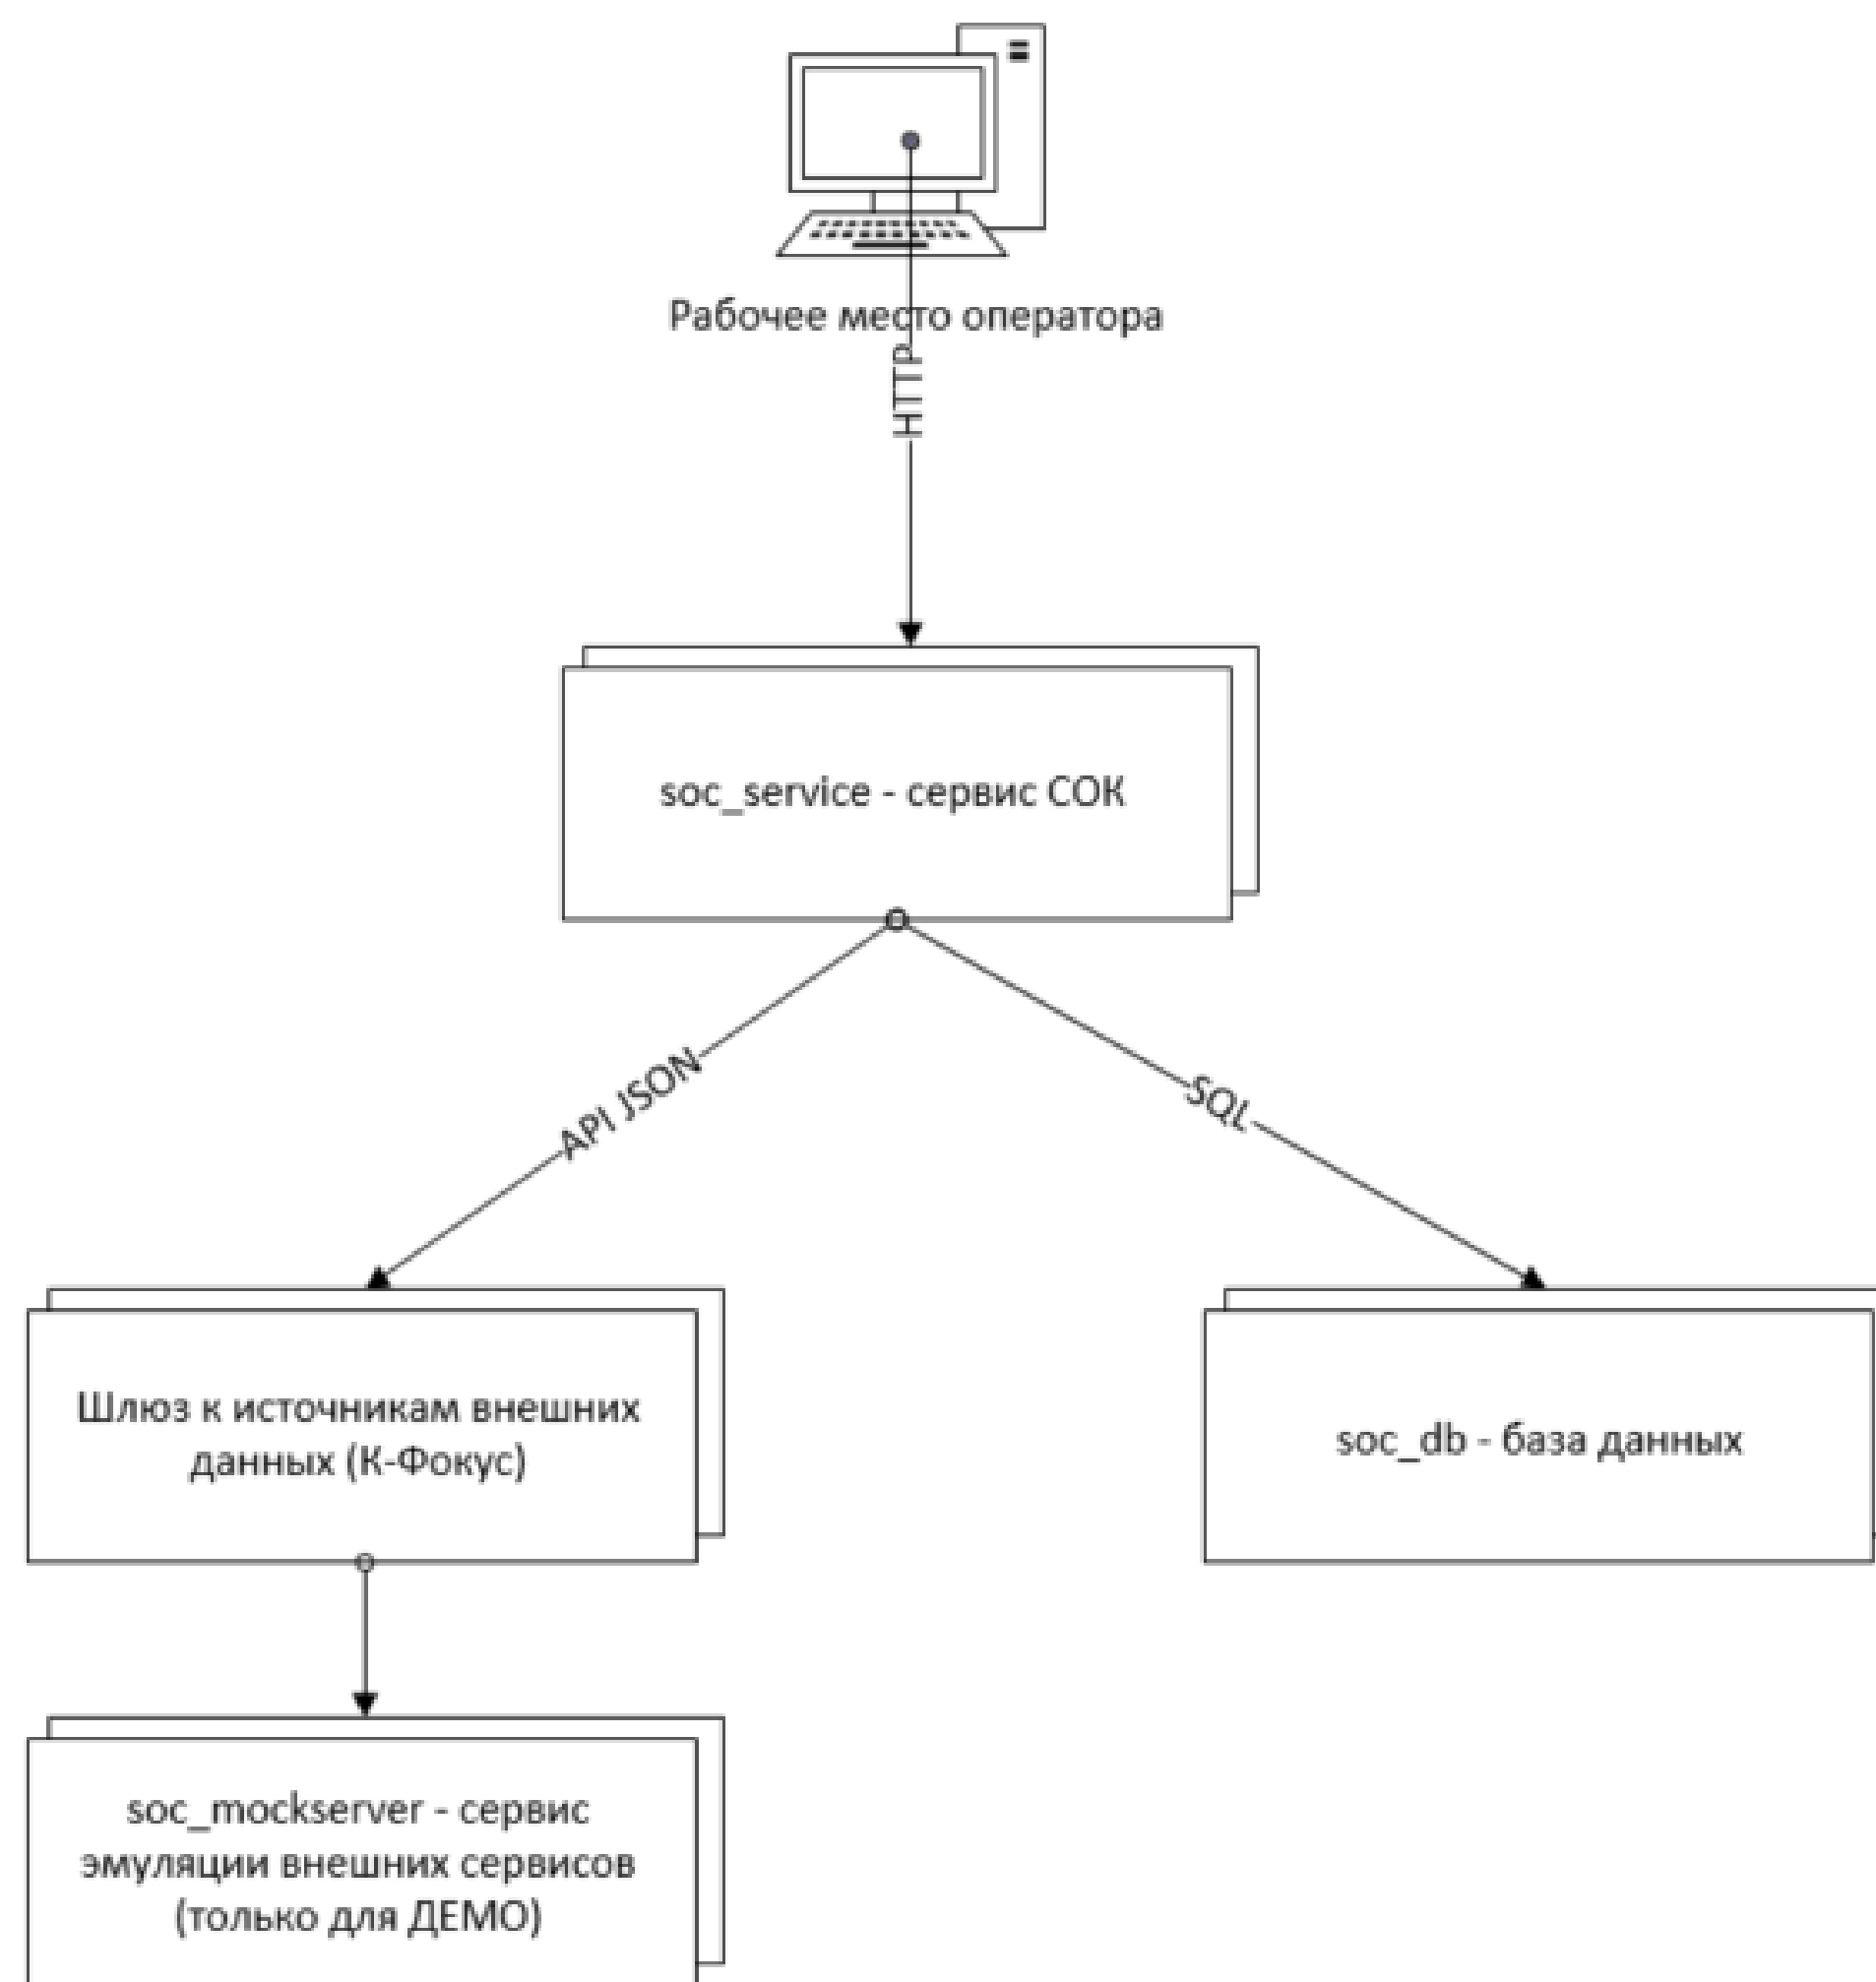 Рабочее место оператора
HTTP
soc_service - сервис СОК
API JSON
SQL
Шлюз к источникам внешних
данных (К-Фокус)
soc_db - база данных
soc_mockserver - сервис
эмуляции внешних сервисов
(только для ДЕМО)